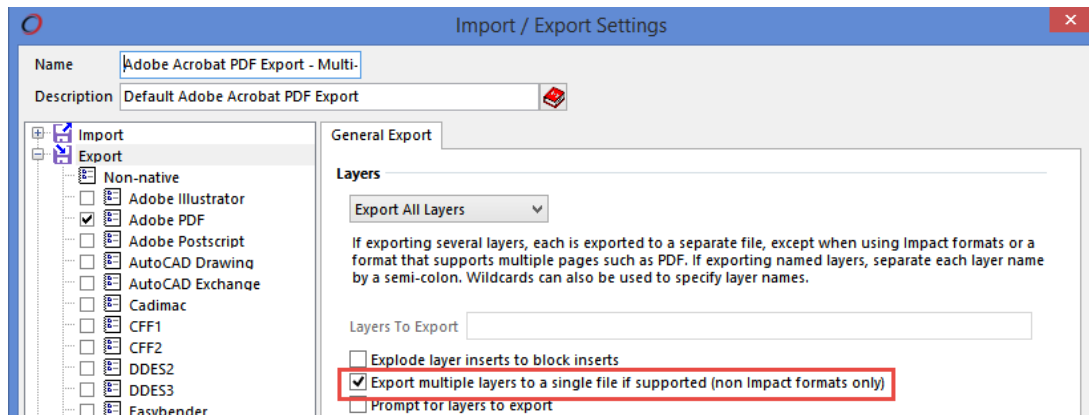 Import / Export Settings
Name Adobe Acrobat PDF Export - Multi-
Description Default Adobe Acrobat PDF Export
Import
Export
Non-native
Adobe Illustrator
Adobe PDF
Adobe Postscript
AutoCAD Drawing
AutoCAD Exchange
Cadimac
CFF1
CFF2
DDES2
DDES3
Easybender
General Export
Layers
Export All Layers
If exporting several layers, each is exported to a separate file, except when using Impact formats or a
format that supports multiple pages such as PDF. If exporting named layers, separate each layer name
by a semi-colon. Wildcards can also be used to specify layer names.
Layers To Export
Explode layer inserts to block inserts
Export multiple layers to a single file if supported (non Impact formats only)
Prompt for layers to export